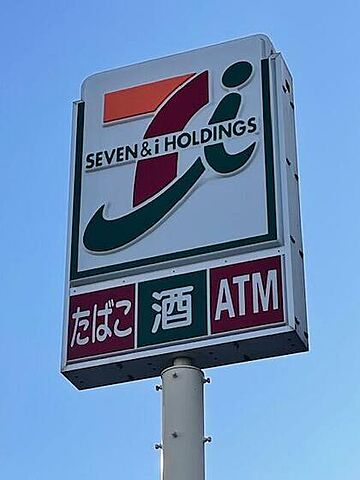 SEVEN & i HOLDINGS
たばこ 酒 ATM